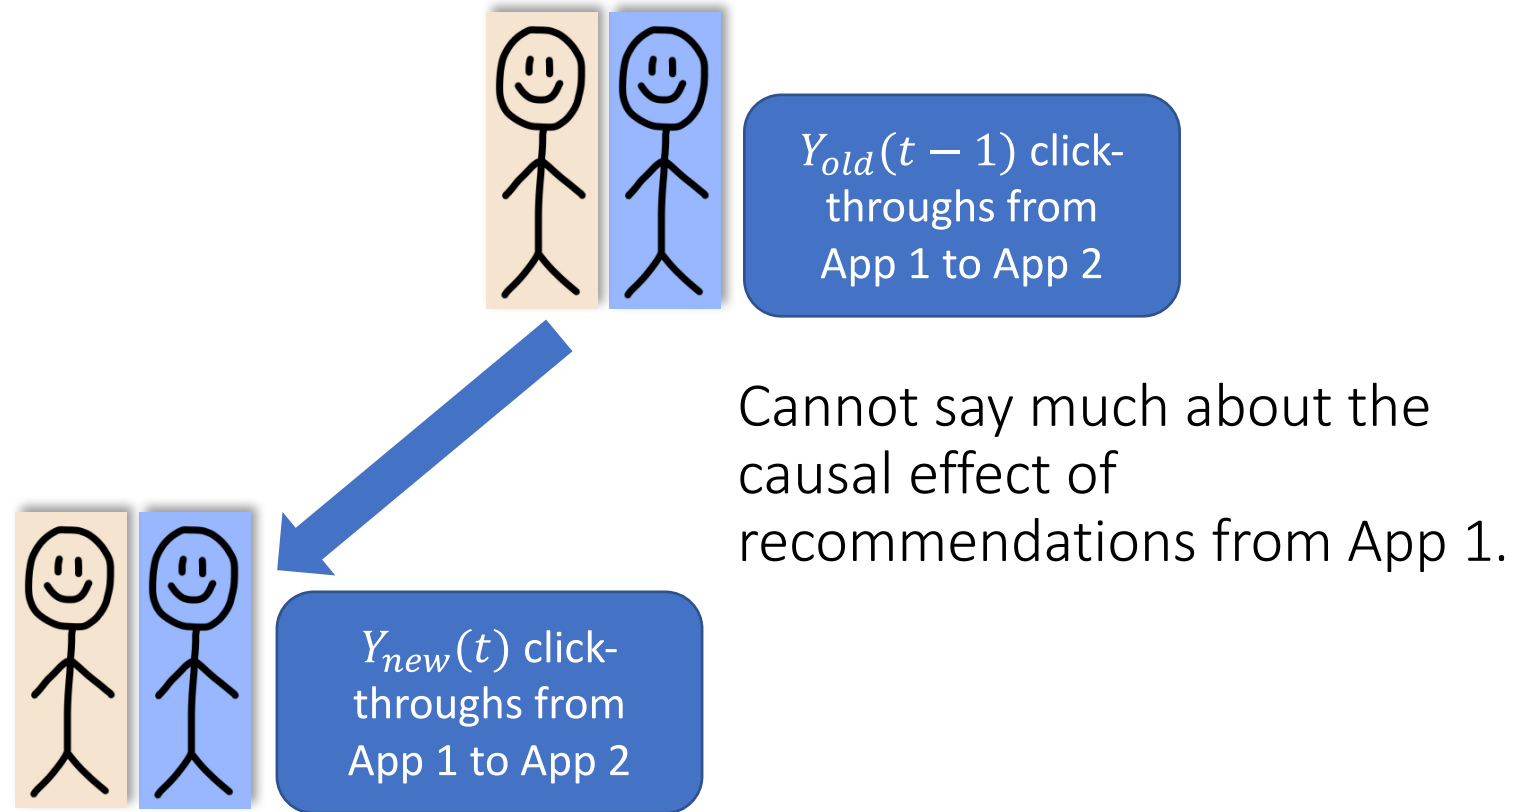 Y_old(t − 1) click-
throughs from
App 1 to App 2
Cannot say much about the
causal effect of
recommendations from App 1.
Y_new(t) click-
throughs from
App 1 to App 2